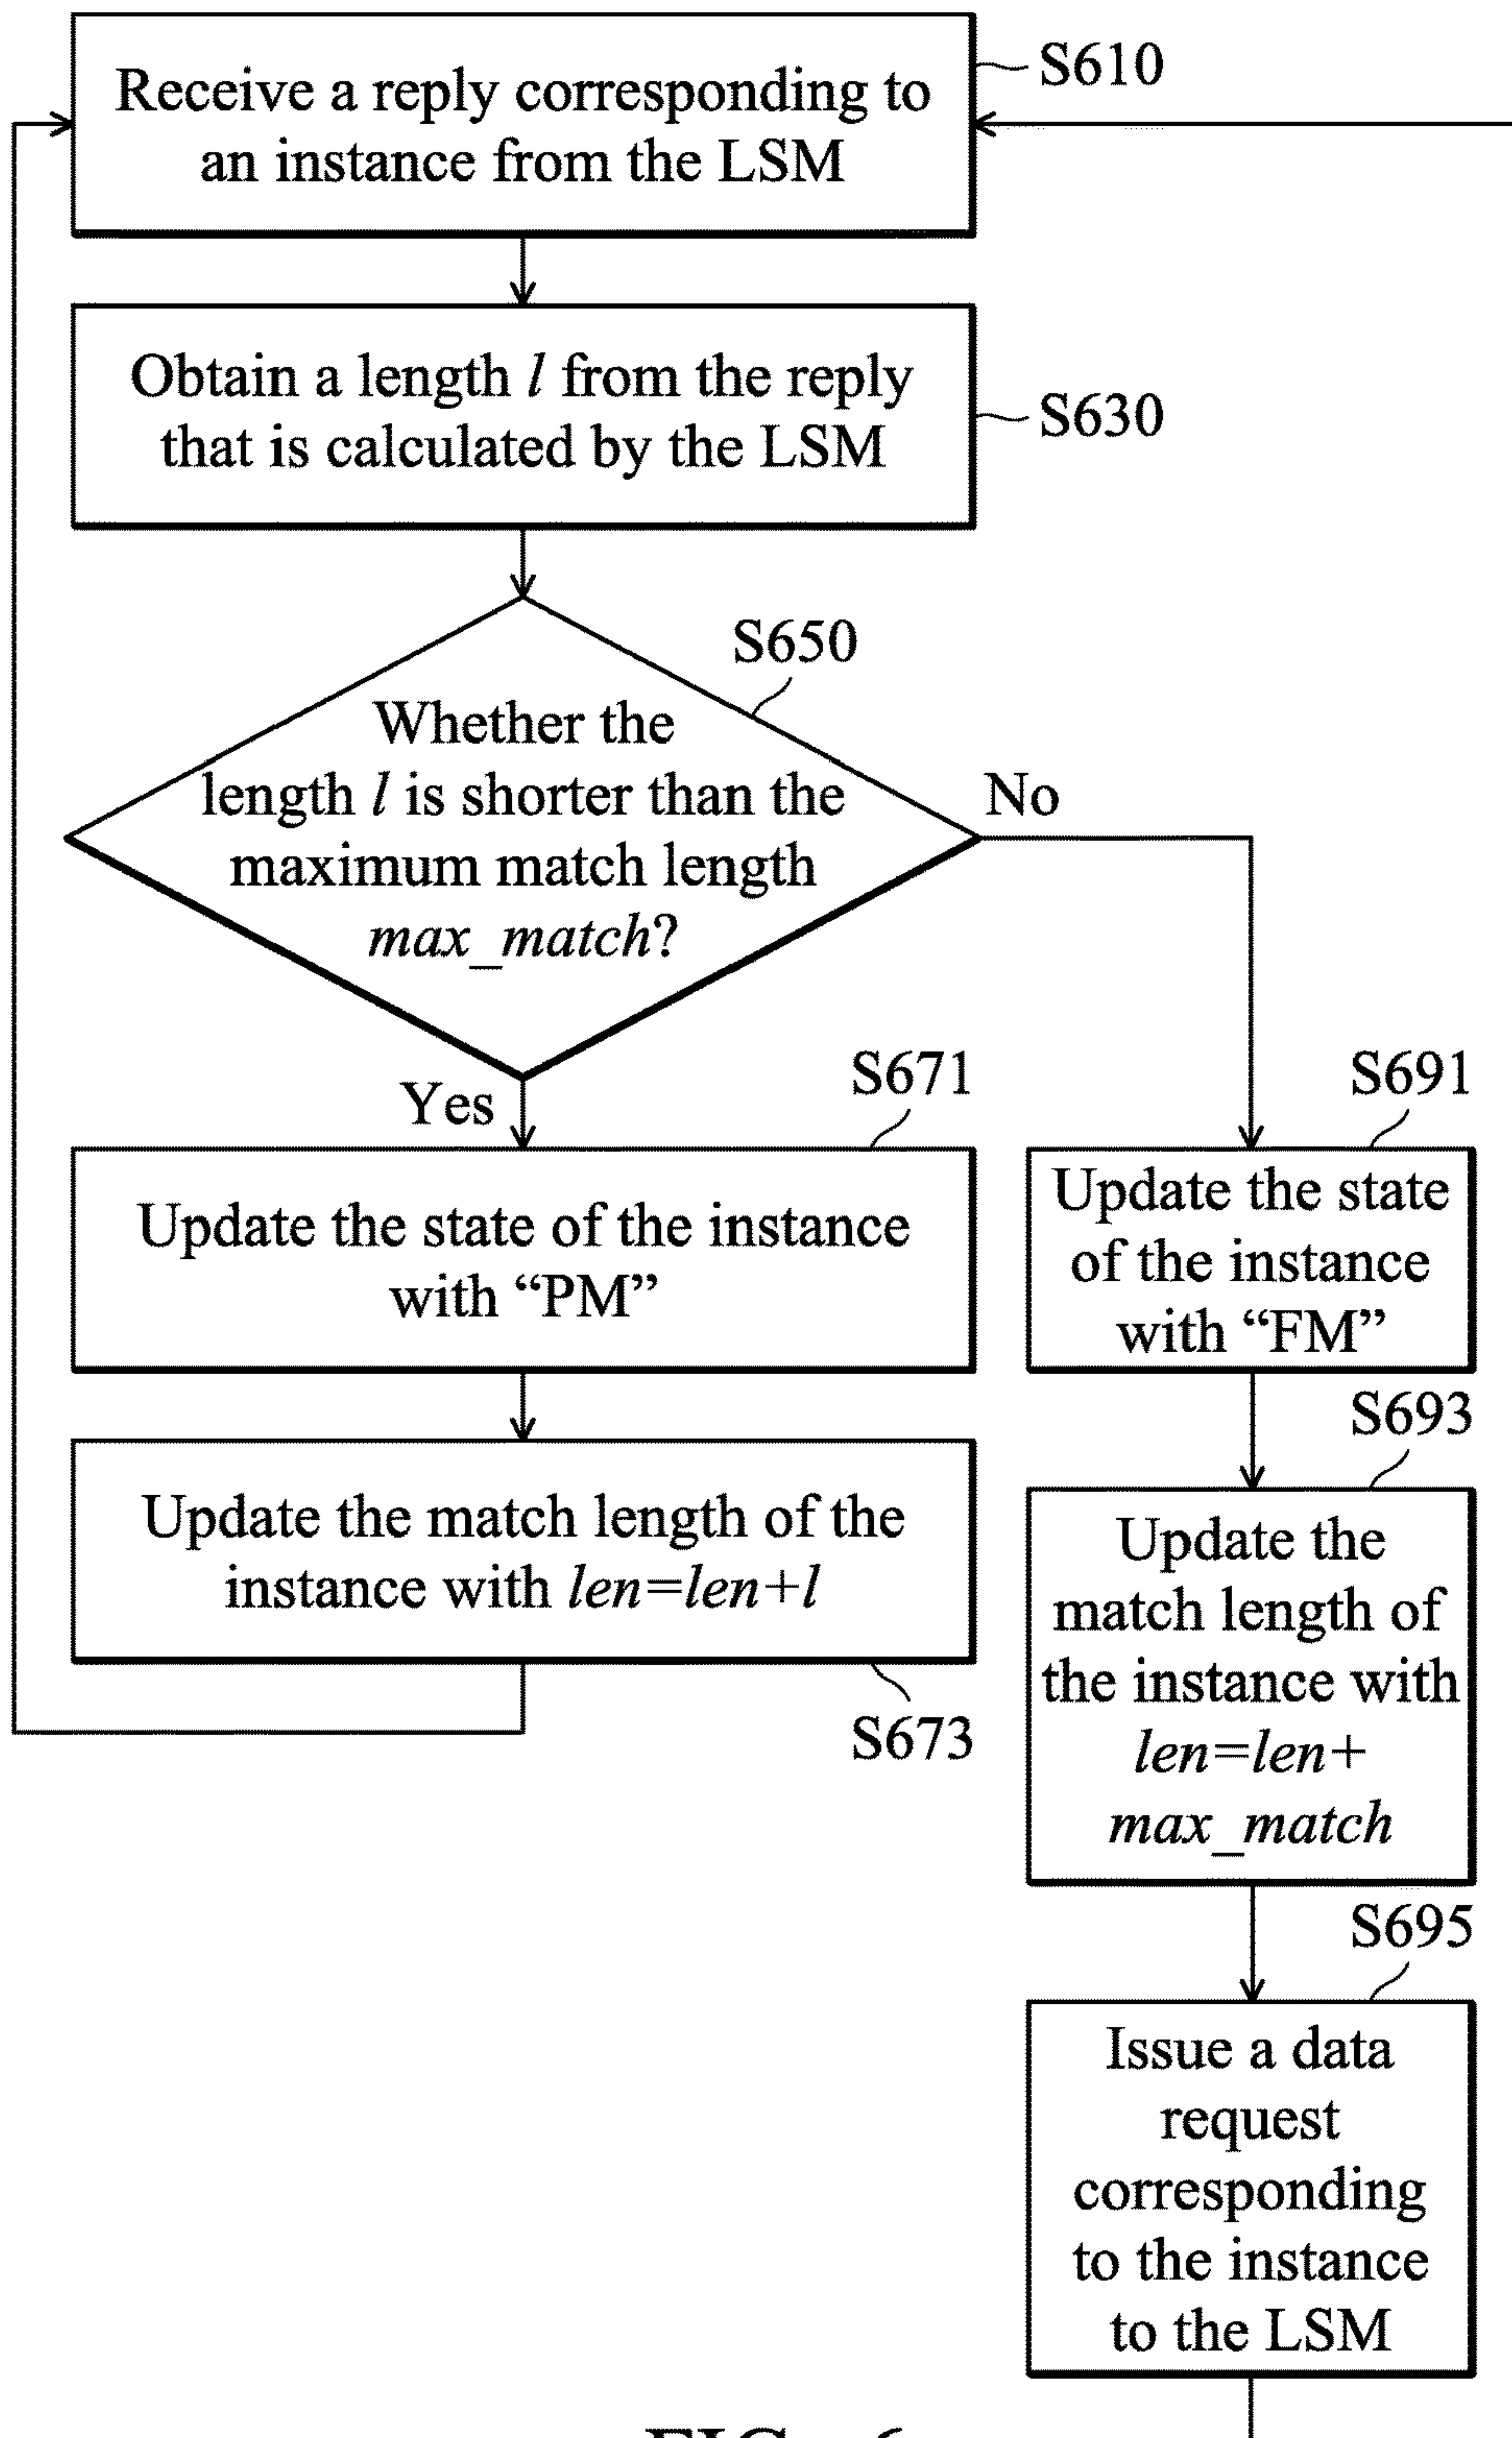 Receive a reply corresponding to
an instance from the LSM
S610
Obtain a length l from the reply
that is calculated by the LSM
S630
S650
Whether the
length l is shorter than the
maximum match length
max_match?
No
Yes
S671
Update the state of the instance
with “PM”
Update the match length of the
instance with len=len+l
S673
S691
Update the state
of the instance
with “FM”
S693
Update the
match length of
the instance with
len=len+
max_match
S695
Issue a data
request
corresponding
to the instance
to the LSM
FIG. 6